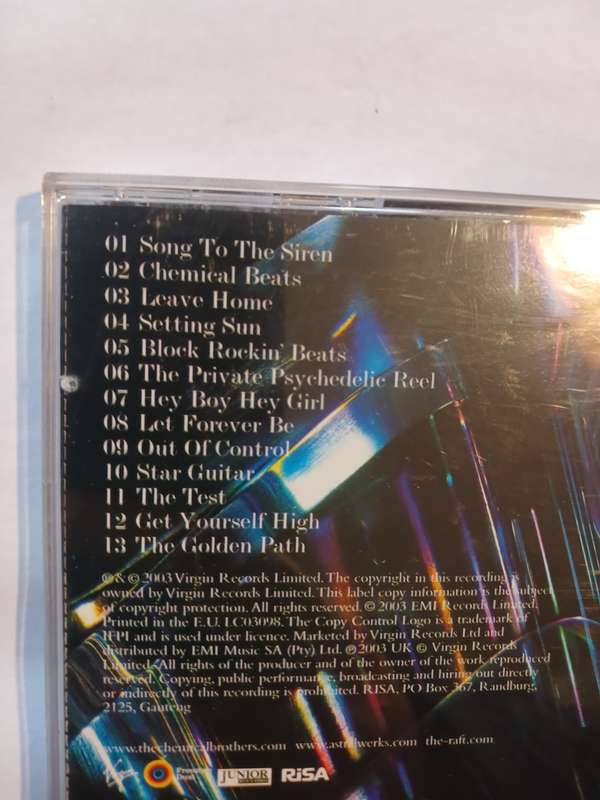 01 Song To The Siren
02 Chemical Beats
03 Leave Home
04 Setting Sun
05 Block Rockin' Beats
06 The Private Psychedelic Reel
07 Hey Boy Hey Girl
08 Let Forever Be
09 Out Of Control
10 Star Guitar
11 The Test
12 Get Yourself High
13 The Golden Path
℗ & © 2003 Virgin Records Limited. The copyright in this recording is
owned by Virgin Records Limited. This label copy information is the subject
of copyright protection. All rights reserved. © 2003 EMI Records Limited.
Printed in the E.U. LC03098. The Copy Control Logo is a trademark of
IFPI and is used under licence. Marketed by Virgin Records Ltd and
distributed by EMI Music SA (Pty) Ltd. ℗ 2003 UK © Virgin Records
Limited. All rights of the producer and of the owner of the work reproduced
reserved. Copying, public performance, broadcasting and hiring out directly
or indirectly of this recording is prohibited. RISA, PO Box 367, Randburg,
2125, Gauteng
www.thechemicalbrothers.com www.astralwerks.com the-raft.com
Virgin Freestyle Dust JUNIOR RiSA